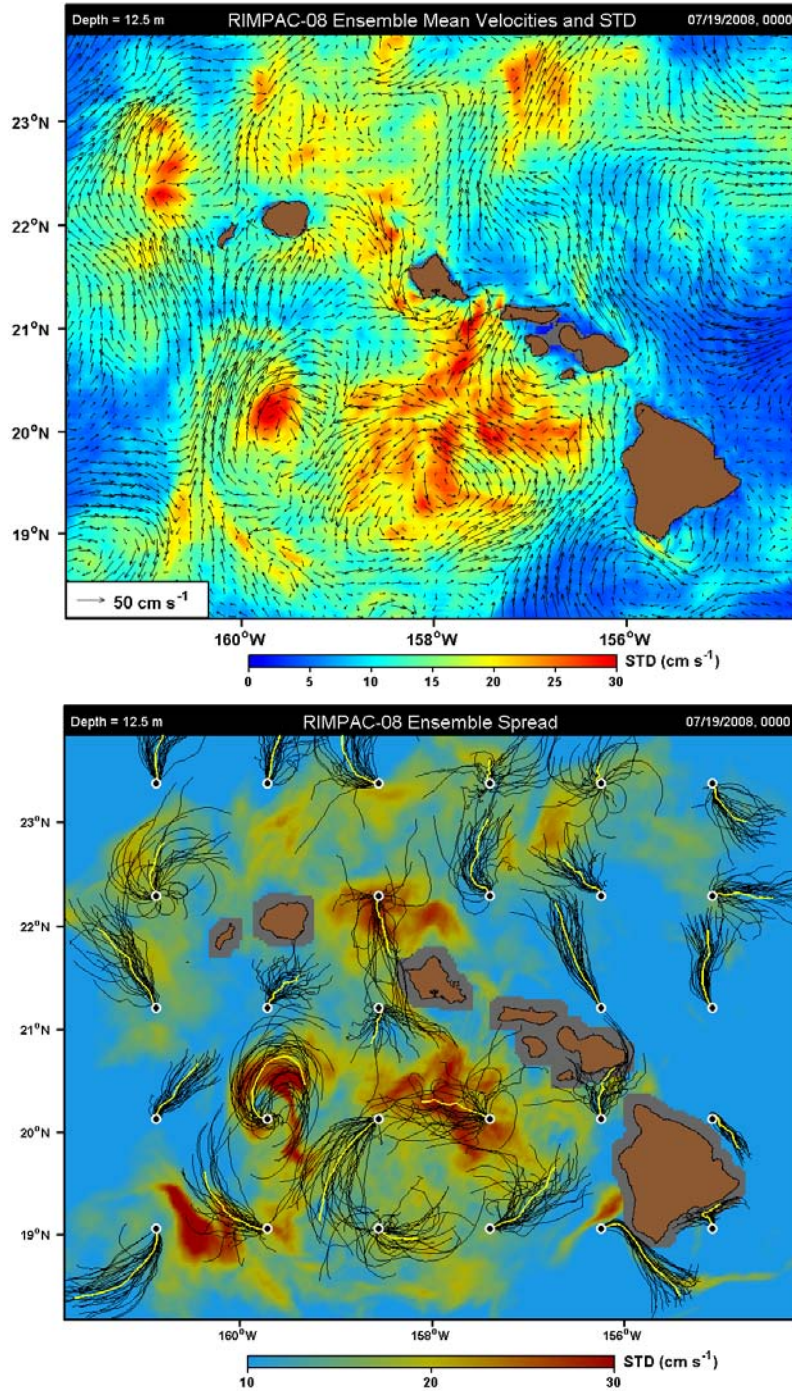 Depth = 12.5 m RIMPAC-08 Ensemble Mean Velocities and STD 07/19/2008, 0000
23°N
22°N
21°N
20°N
19°N
50 cm s⁻¹
160°W 158°W 156°W
STD (cm s⁻¹)
0 5 10 15 20 25 30
Depth = 12.5 m RIMPAC-08 Ensemble Spread 07/19/2008, 0000
23°N
22°N
21°N
20°N
19°N
160°W 158°W 156°W
STD (cm s⁻¹)
10 20 30